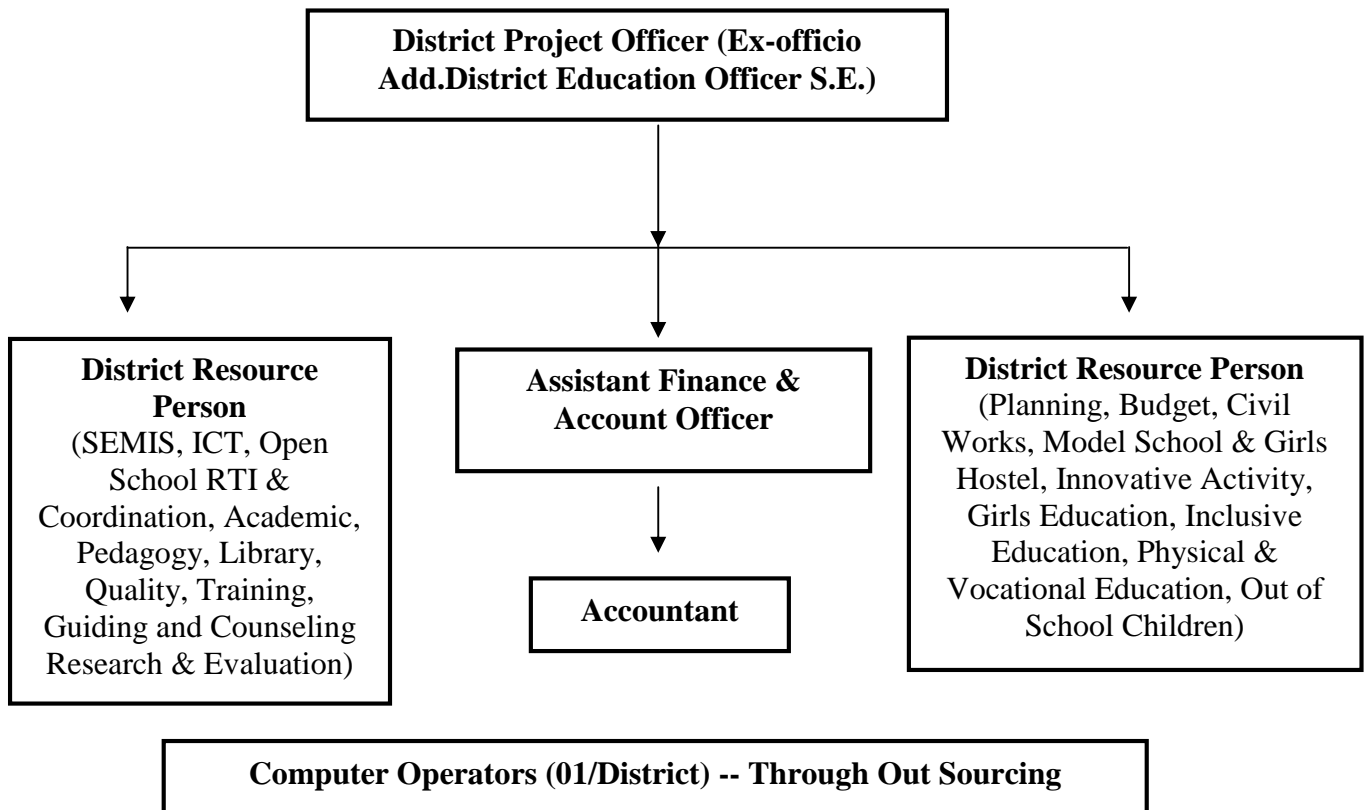 District Project Officer (Ex-officio
Add.District Education Officer S.E.)
District Resource
Person
(SEMIS, ICT, Open
School RTI &
Coordination, Academic,
Pedagogy, Library,
Quality, Training,
Guiding and Counseling
Research & Evaluation)
Assistant Finance &
Account Officer
Accountant
District Resource Person
(Planning, Budget, Civil
Works, Model School & Girls
Hostel, Innovative Activity,
Girls Education, Inclusive
Education, Physical &
Vocational Education, Out of
School Children)
Computer Operators (01/District) -- Through Out Sourcing